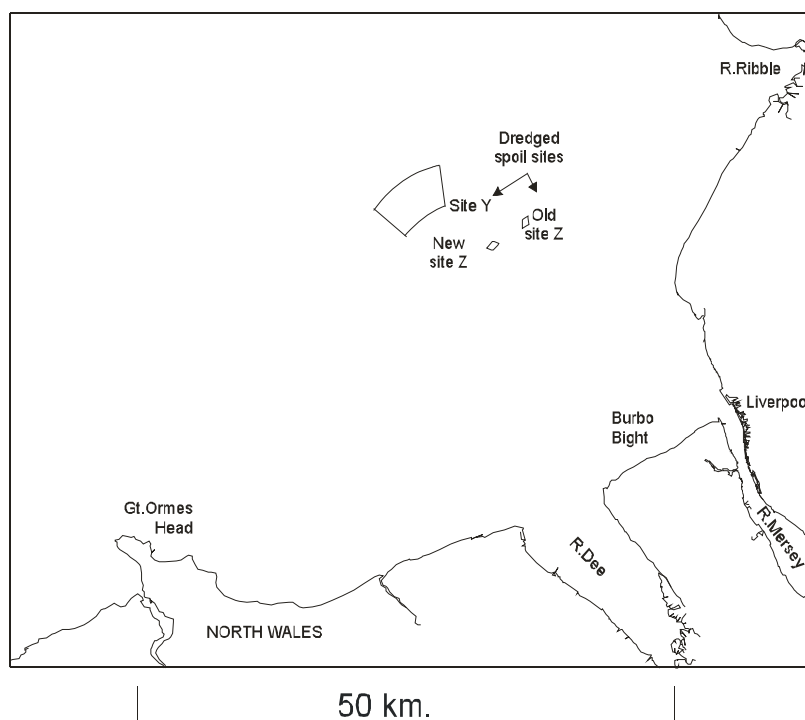 R.Ribble
Dredged
spoil sites
Site Y
Old
site Z
New
site Z
Liverpoo
Burbo
Bight
Gt.Ormes
Head
R.Mersey
R.Dee
NORTH WALES
50 km.